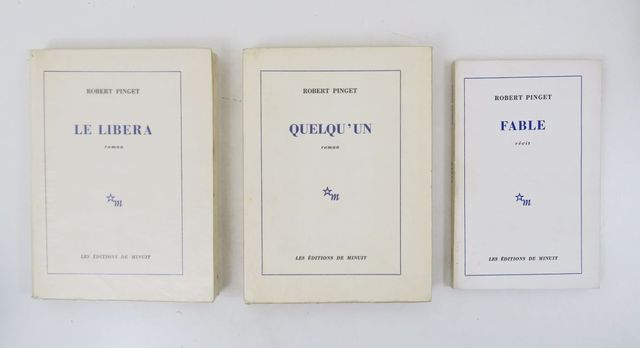 ROBERT PINGET
LE LIBERA
roman
m
LES ÉDITIONS DE MINUIT
ROBERT PINGET
QUELQU'UN
roman
m
LES ÉDITIONS DE MINUIT
ROBERT PINGET
FABLE
récit
m
LES ÉDITIONS DE MINUIT